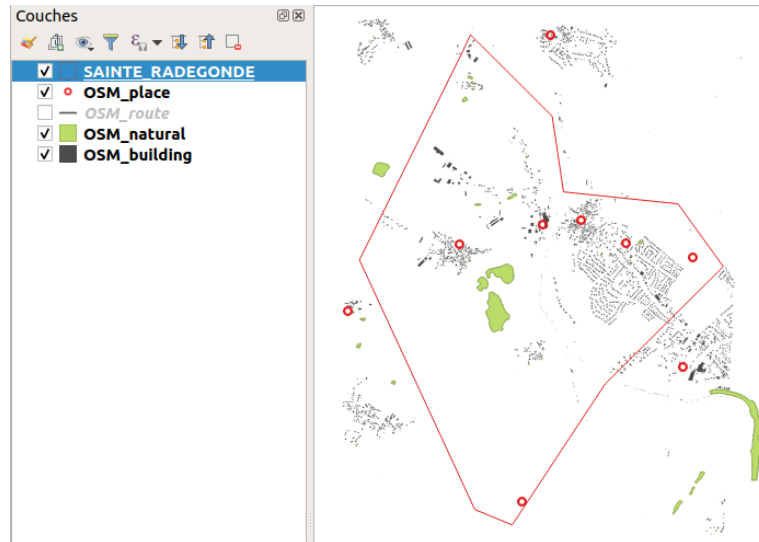 Couches
SAINTE_RADEGONDE
OSM_place
OSM_route
OSM_natural
OSM_building